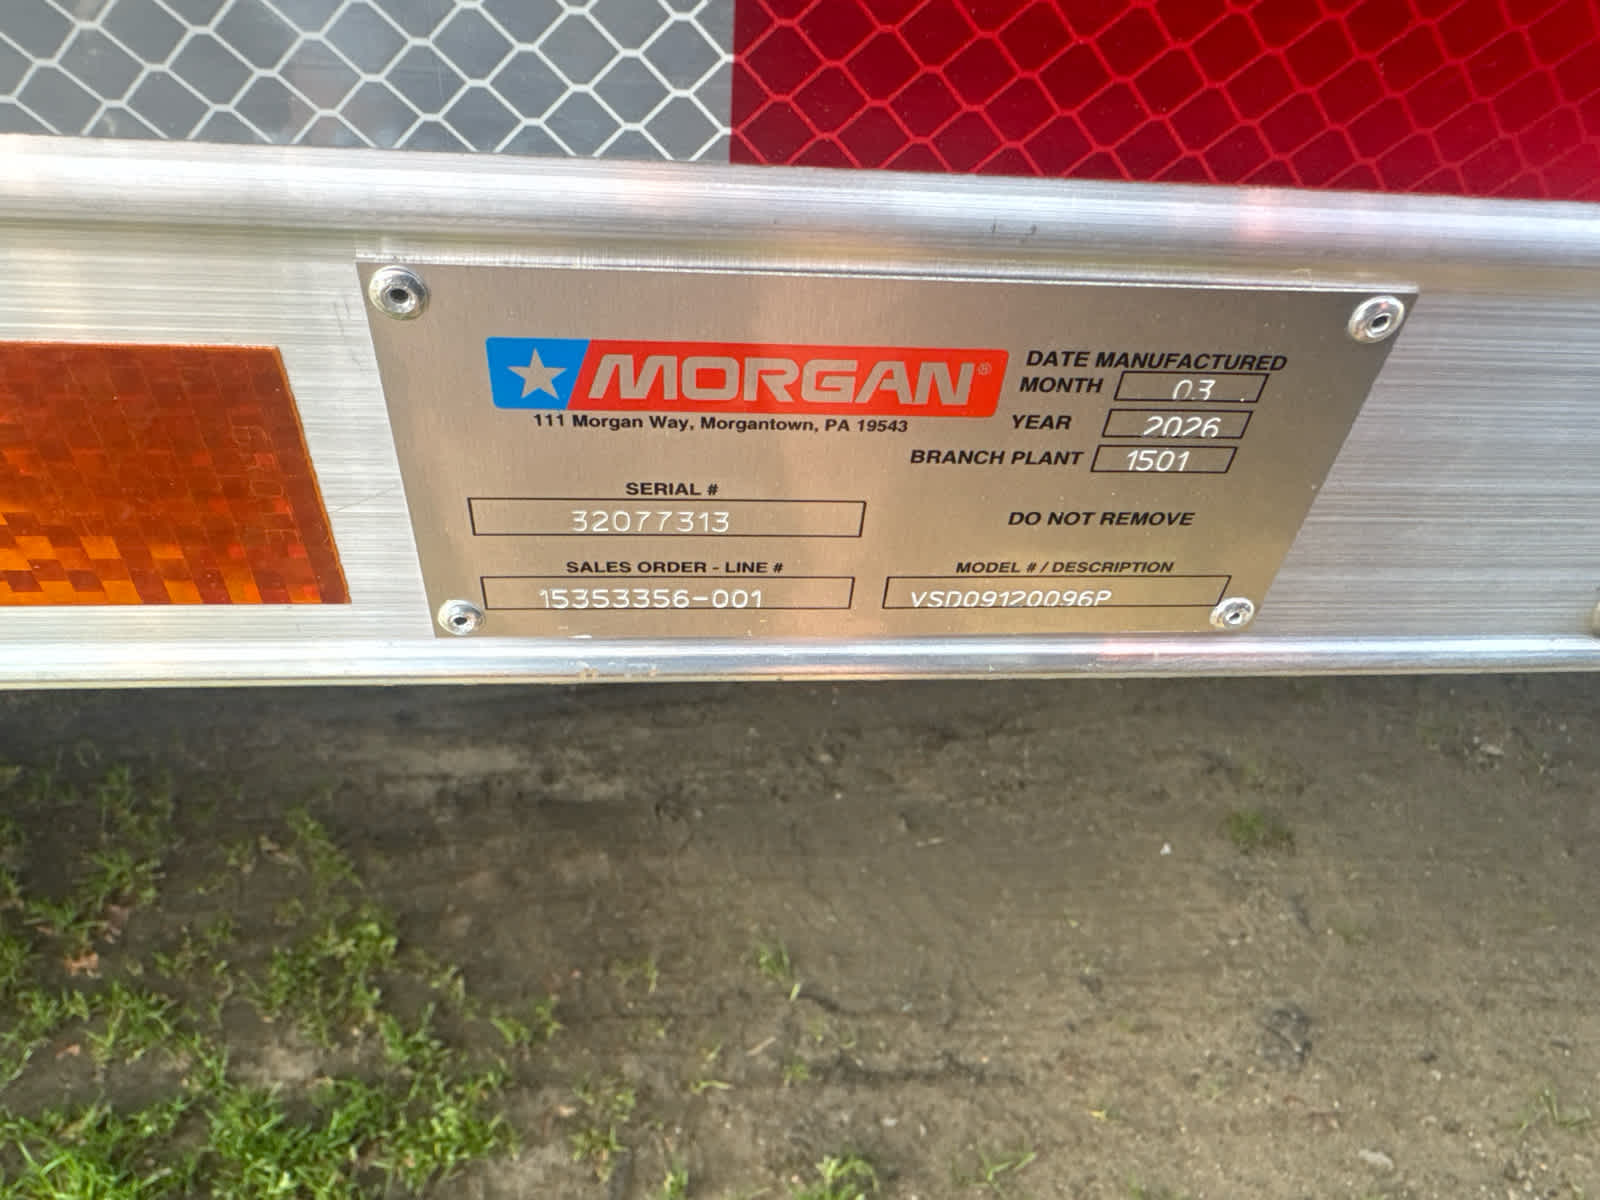 MORGAN®
111 Morgan Way, Morgantown, PA 19543
DATE MANUFACTURED
MONTH 03
YEAR 2026
BRANCH PLANT 1501
SERIAL #
32077313
DO NOT REMOVE
SALES ORDER - LINE #
15353356-001
MODEL # / DESCRIPTION
VSD09120096P